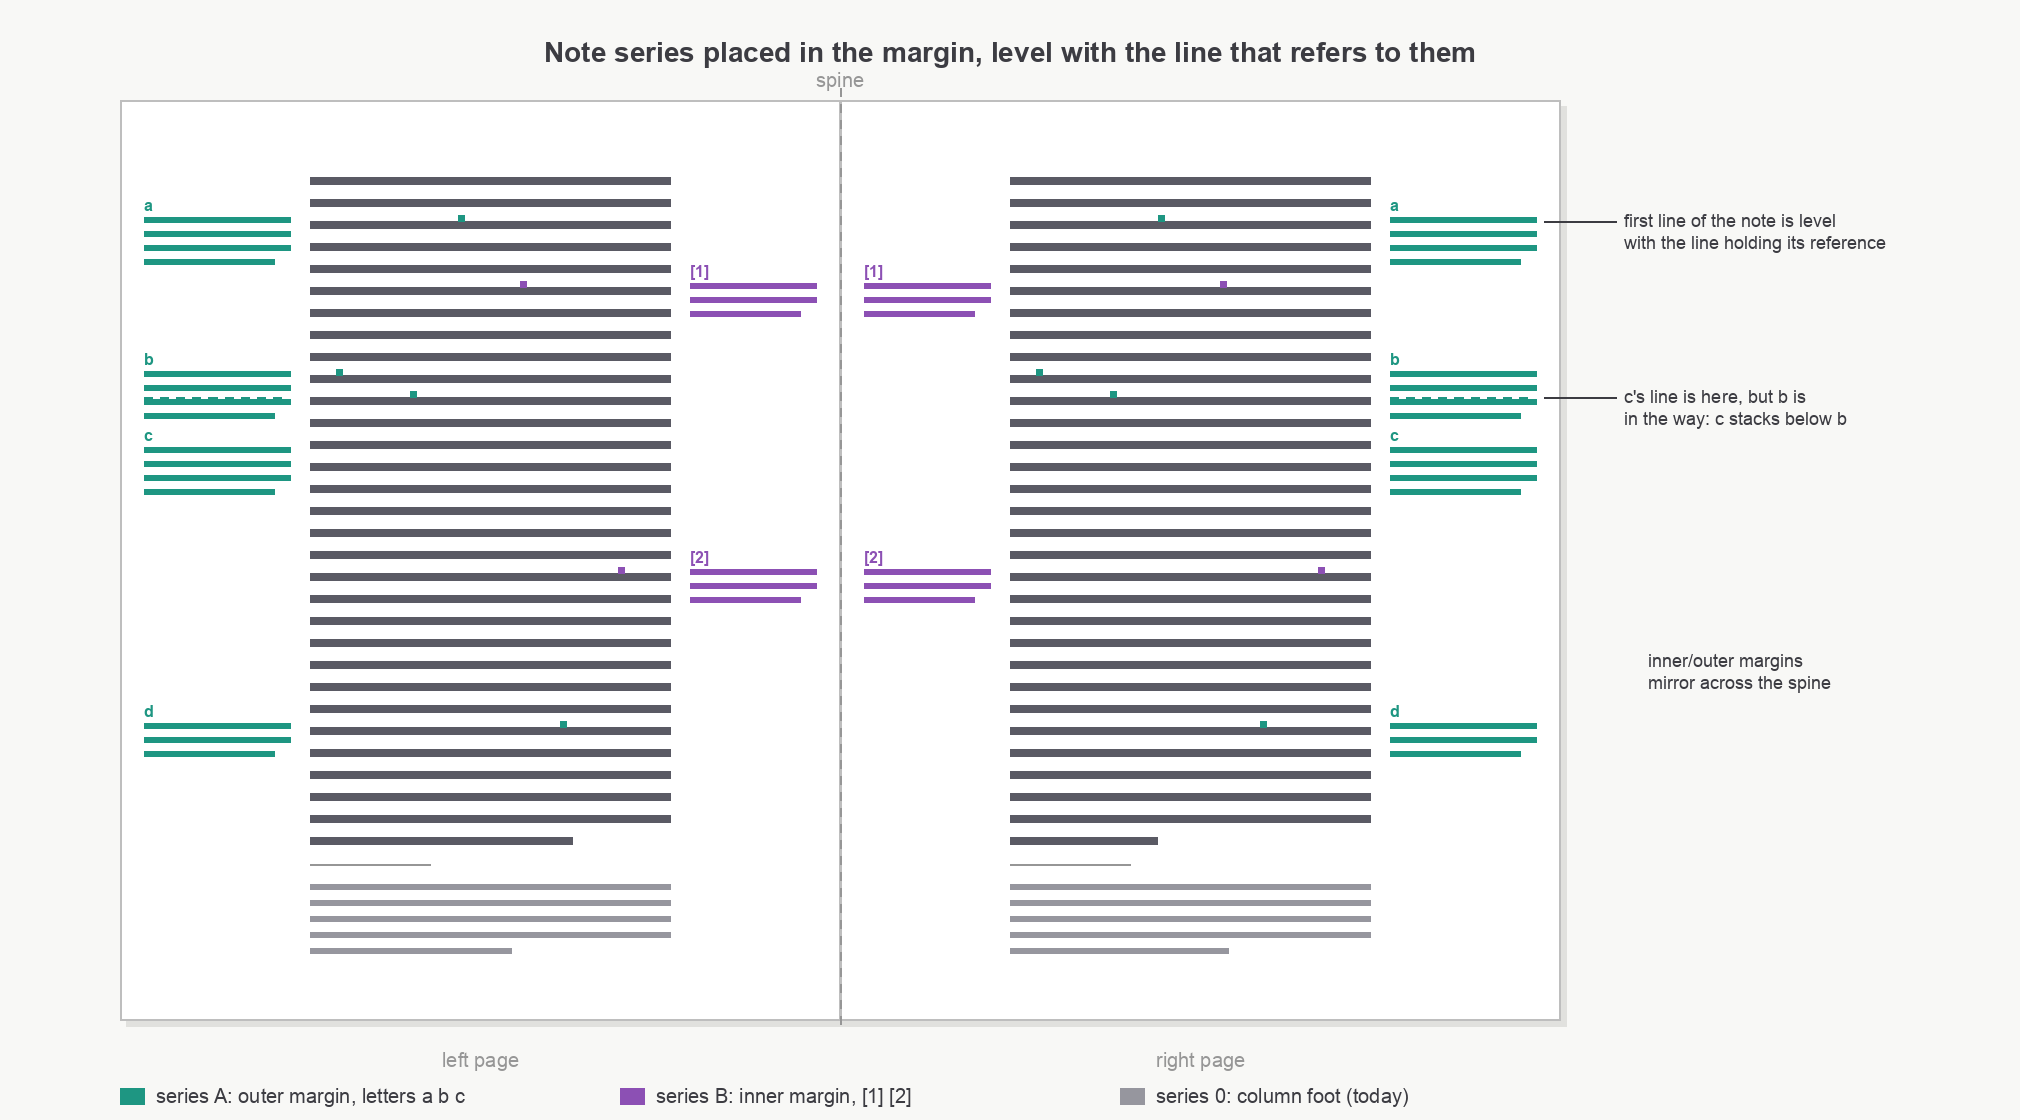 Note series placed in the margin, level with the line that refers to them
spine
a
a
first line of the note is level
with the line holding its reference
[1]
[1]
b
b
c's line is here, but b is
in the way: c stacks below b
c
c
[2]
[2]
inner/outer margins
mirror across the spine
d
d
left page
right page
series A: outer margin, letters a b c
series B: inner margin, [1] [2]
series 0: column foot (today)